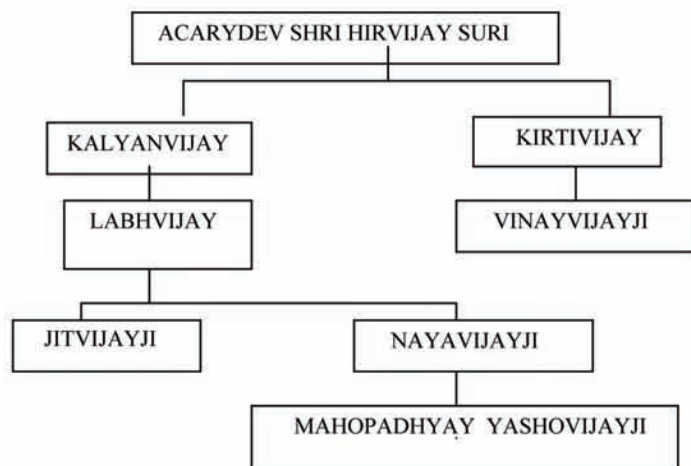 ACARYDEV SHRI HIRVIJAY SURI
KALYANVIJAY
KIRTIVIJAY
LABHVIJAY
VINAYVIJAYJI
JITVIJAYJI
NAYAVIJAYJI
MAHOPADHYAY YASHOVIJAYJI